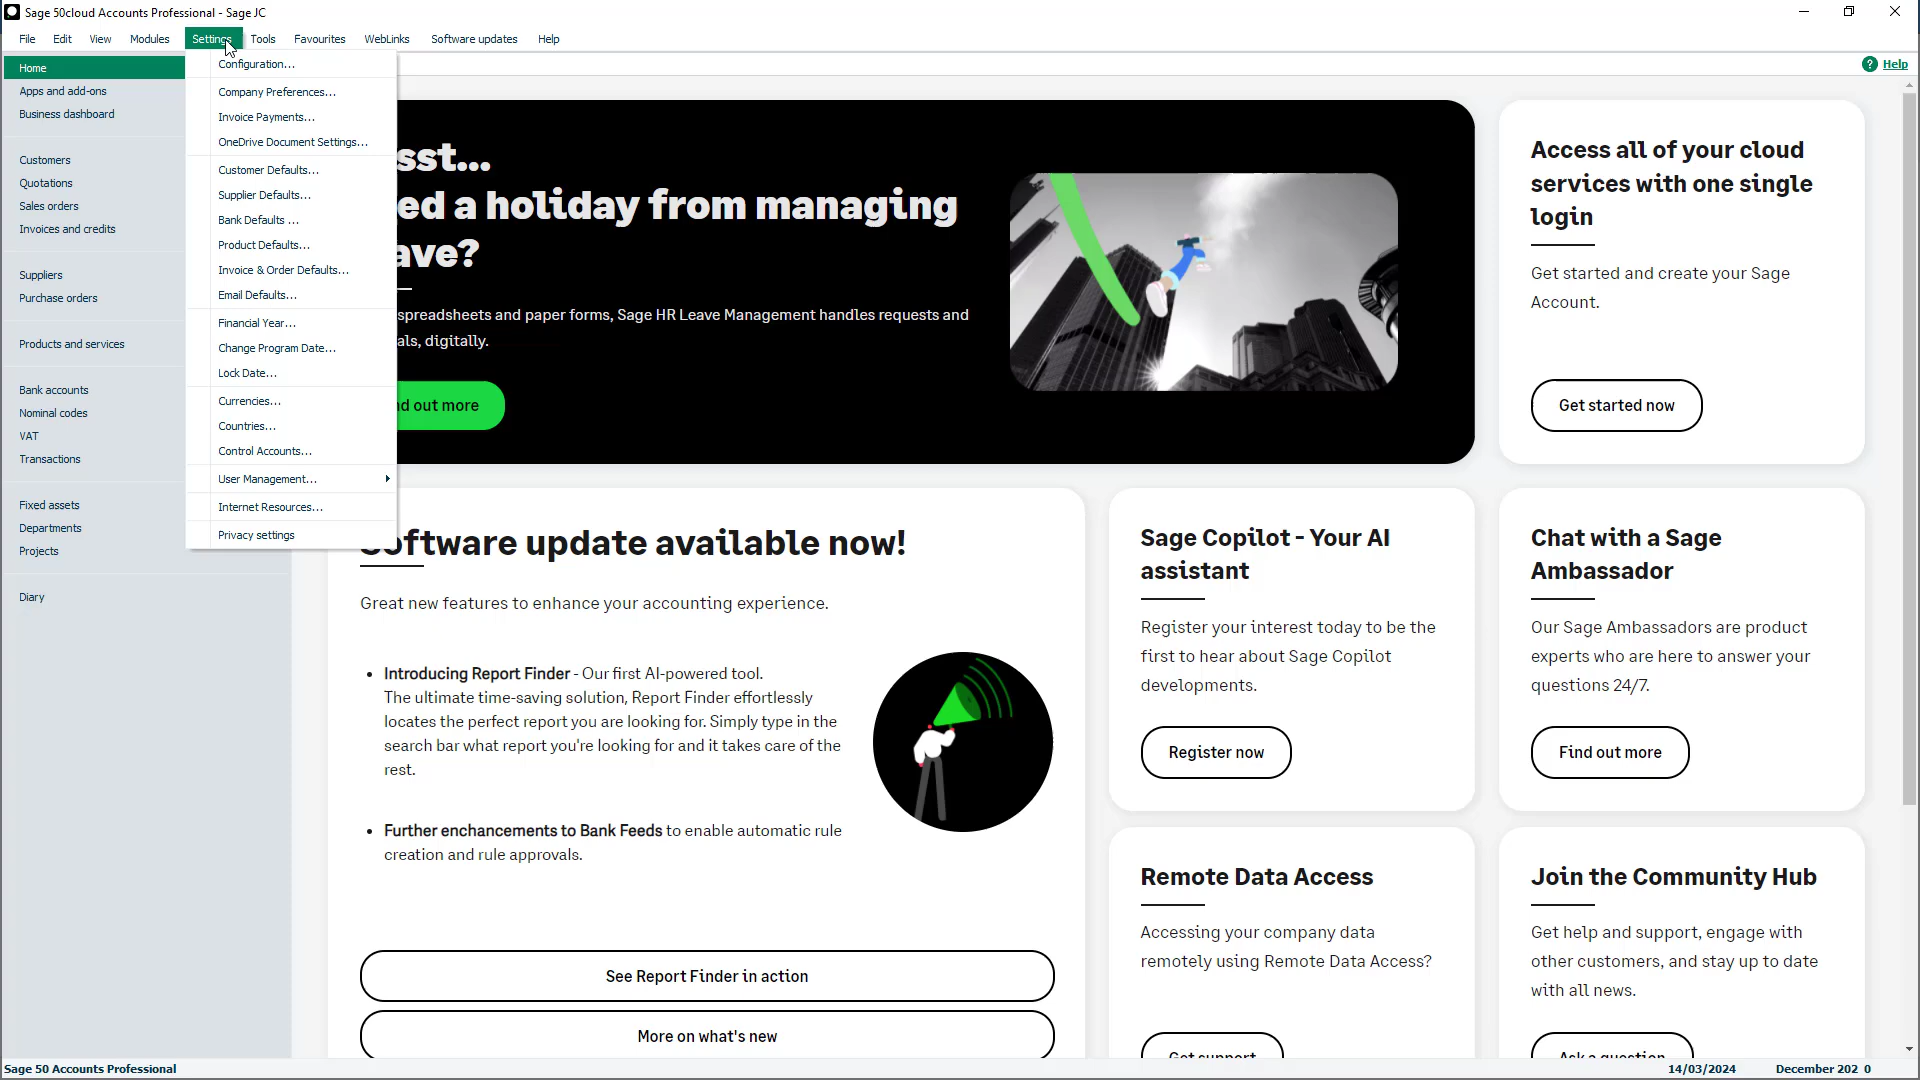 Sage 50cloud Accounts Professional - Sage JC
File Edit View Modules Settings Tools Favourites WebLinks Software updates Help
Help
Home
Apps and add-ons
Business dashboard
Customers
Quotations
Sales orders
Invoices and credits
Suppliers
Purchase orders
Products and services
Bank accounts
Nominal codes
VAT
Transactions
Fixed assets
Departments
Projects
Diary
Configuration...
Company Preferences...
Invoice Payments...
OneDrive Document Settings...
Customer Defaults...
Supplier Defaults...
Bank Defaults ...
Product Defaults...
Invoice & Order Defaults...
Email Defaults...
Financial Year...
Change Program Date...
Lock Date...
Currencies...
Countries...
Control Accounts...
User Management...
Internet Resources...
Privacy settings
a holiday from managing
spreadsheets and paper forms, Sage HR Leave Management handles requests and
digitally.
out more
Access all of your cloud
services with one single
login
Get started and create your Sage
Account.
Get started now
Software update available now!
Great new features to enhance your accounting experience.
• Introducing Report Finder - Our first AI-powered tool.
The ultimate time-saving solution, Report Finder effortlessly
locates the perfect report you are looking for. Simply type in the
search bar what report you're looking for and it takes care of the
rest.
• Further enchancements to Bank Feeds to enable automatic rule
creation and rule approvals.
See Report Finder in action
More on what's new
Sage Copilot - Your AI
assistant
Register your interest today to be the
first to hear about Sage Copilot
developments.
Register now
Chat with a Sage
Ambassador
Our Sage Ambassadors are product
experts who are here to answer your
questions 24/7.
Find out more
Remote Data Access
Accessing your company data
remotely using Remote Data Access?
Get support
Join the Community Hub
Get help and support, engage with
other customers, and stay up to date
with all news.
Ask a question
Sage 50 Accounts Professional
14/03/2024
December 202 0